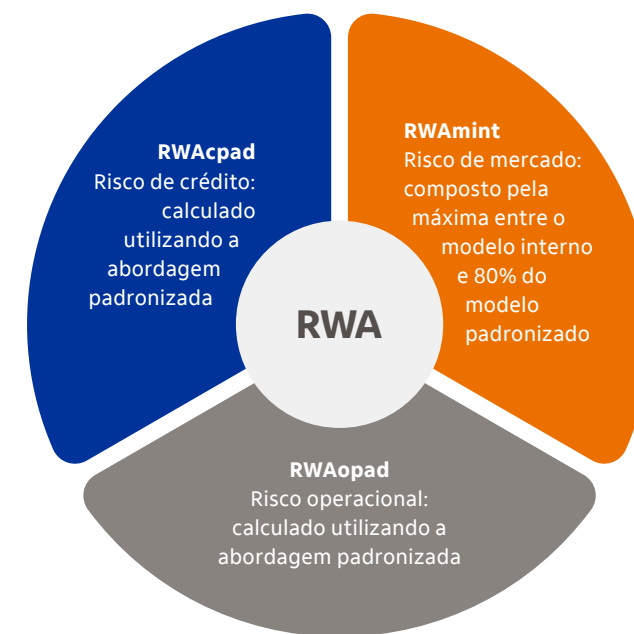 RWAcpad
Risco de crédito:
calculado
utilizando a
abordagem
padronizada
RWAmint
Risco de mercado:
composto pela
máxima entre o
modelo interno
e 80% do
modelo
padronizado
RWA
RWAopad
Risco operacional:
calculado utilizando a
abordagem padronizada